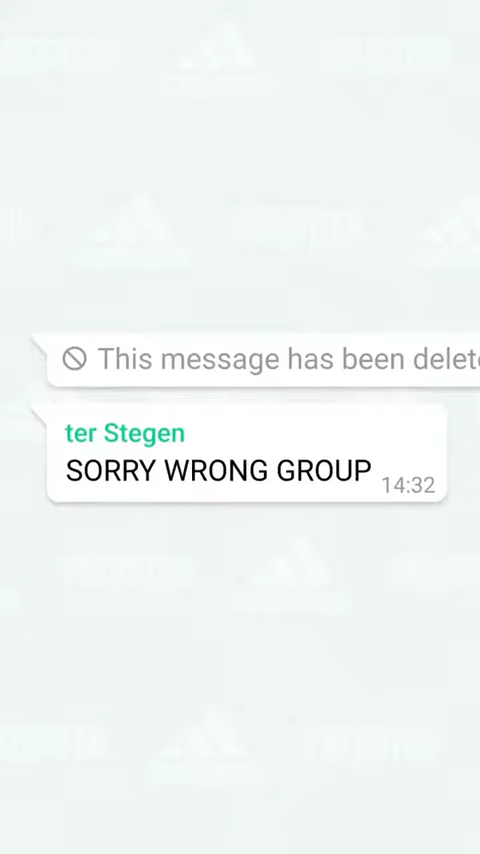 This message has been delet
ter Stegen
SORRY WRONG GROUP
14:32